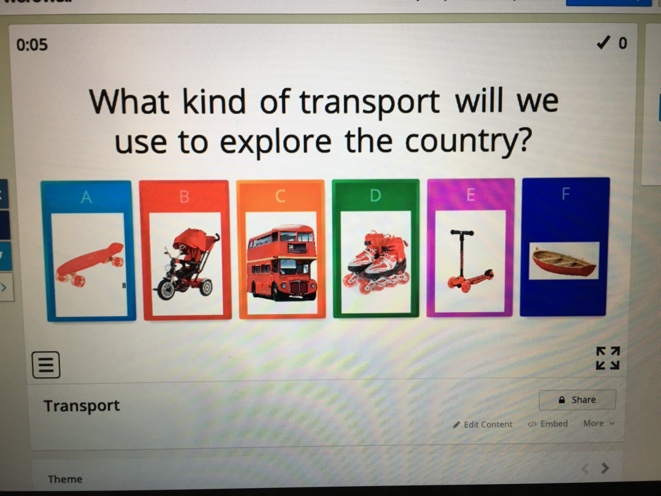 0:05
✓ 0
What kind of transport will we
use to explore the country?
A
B
C
D
E
F
Transport
Share
Edit Content
</> Embed
More
Theme